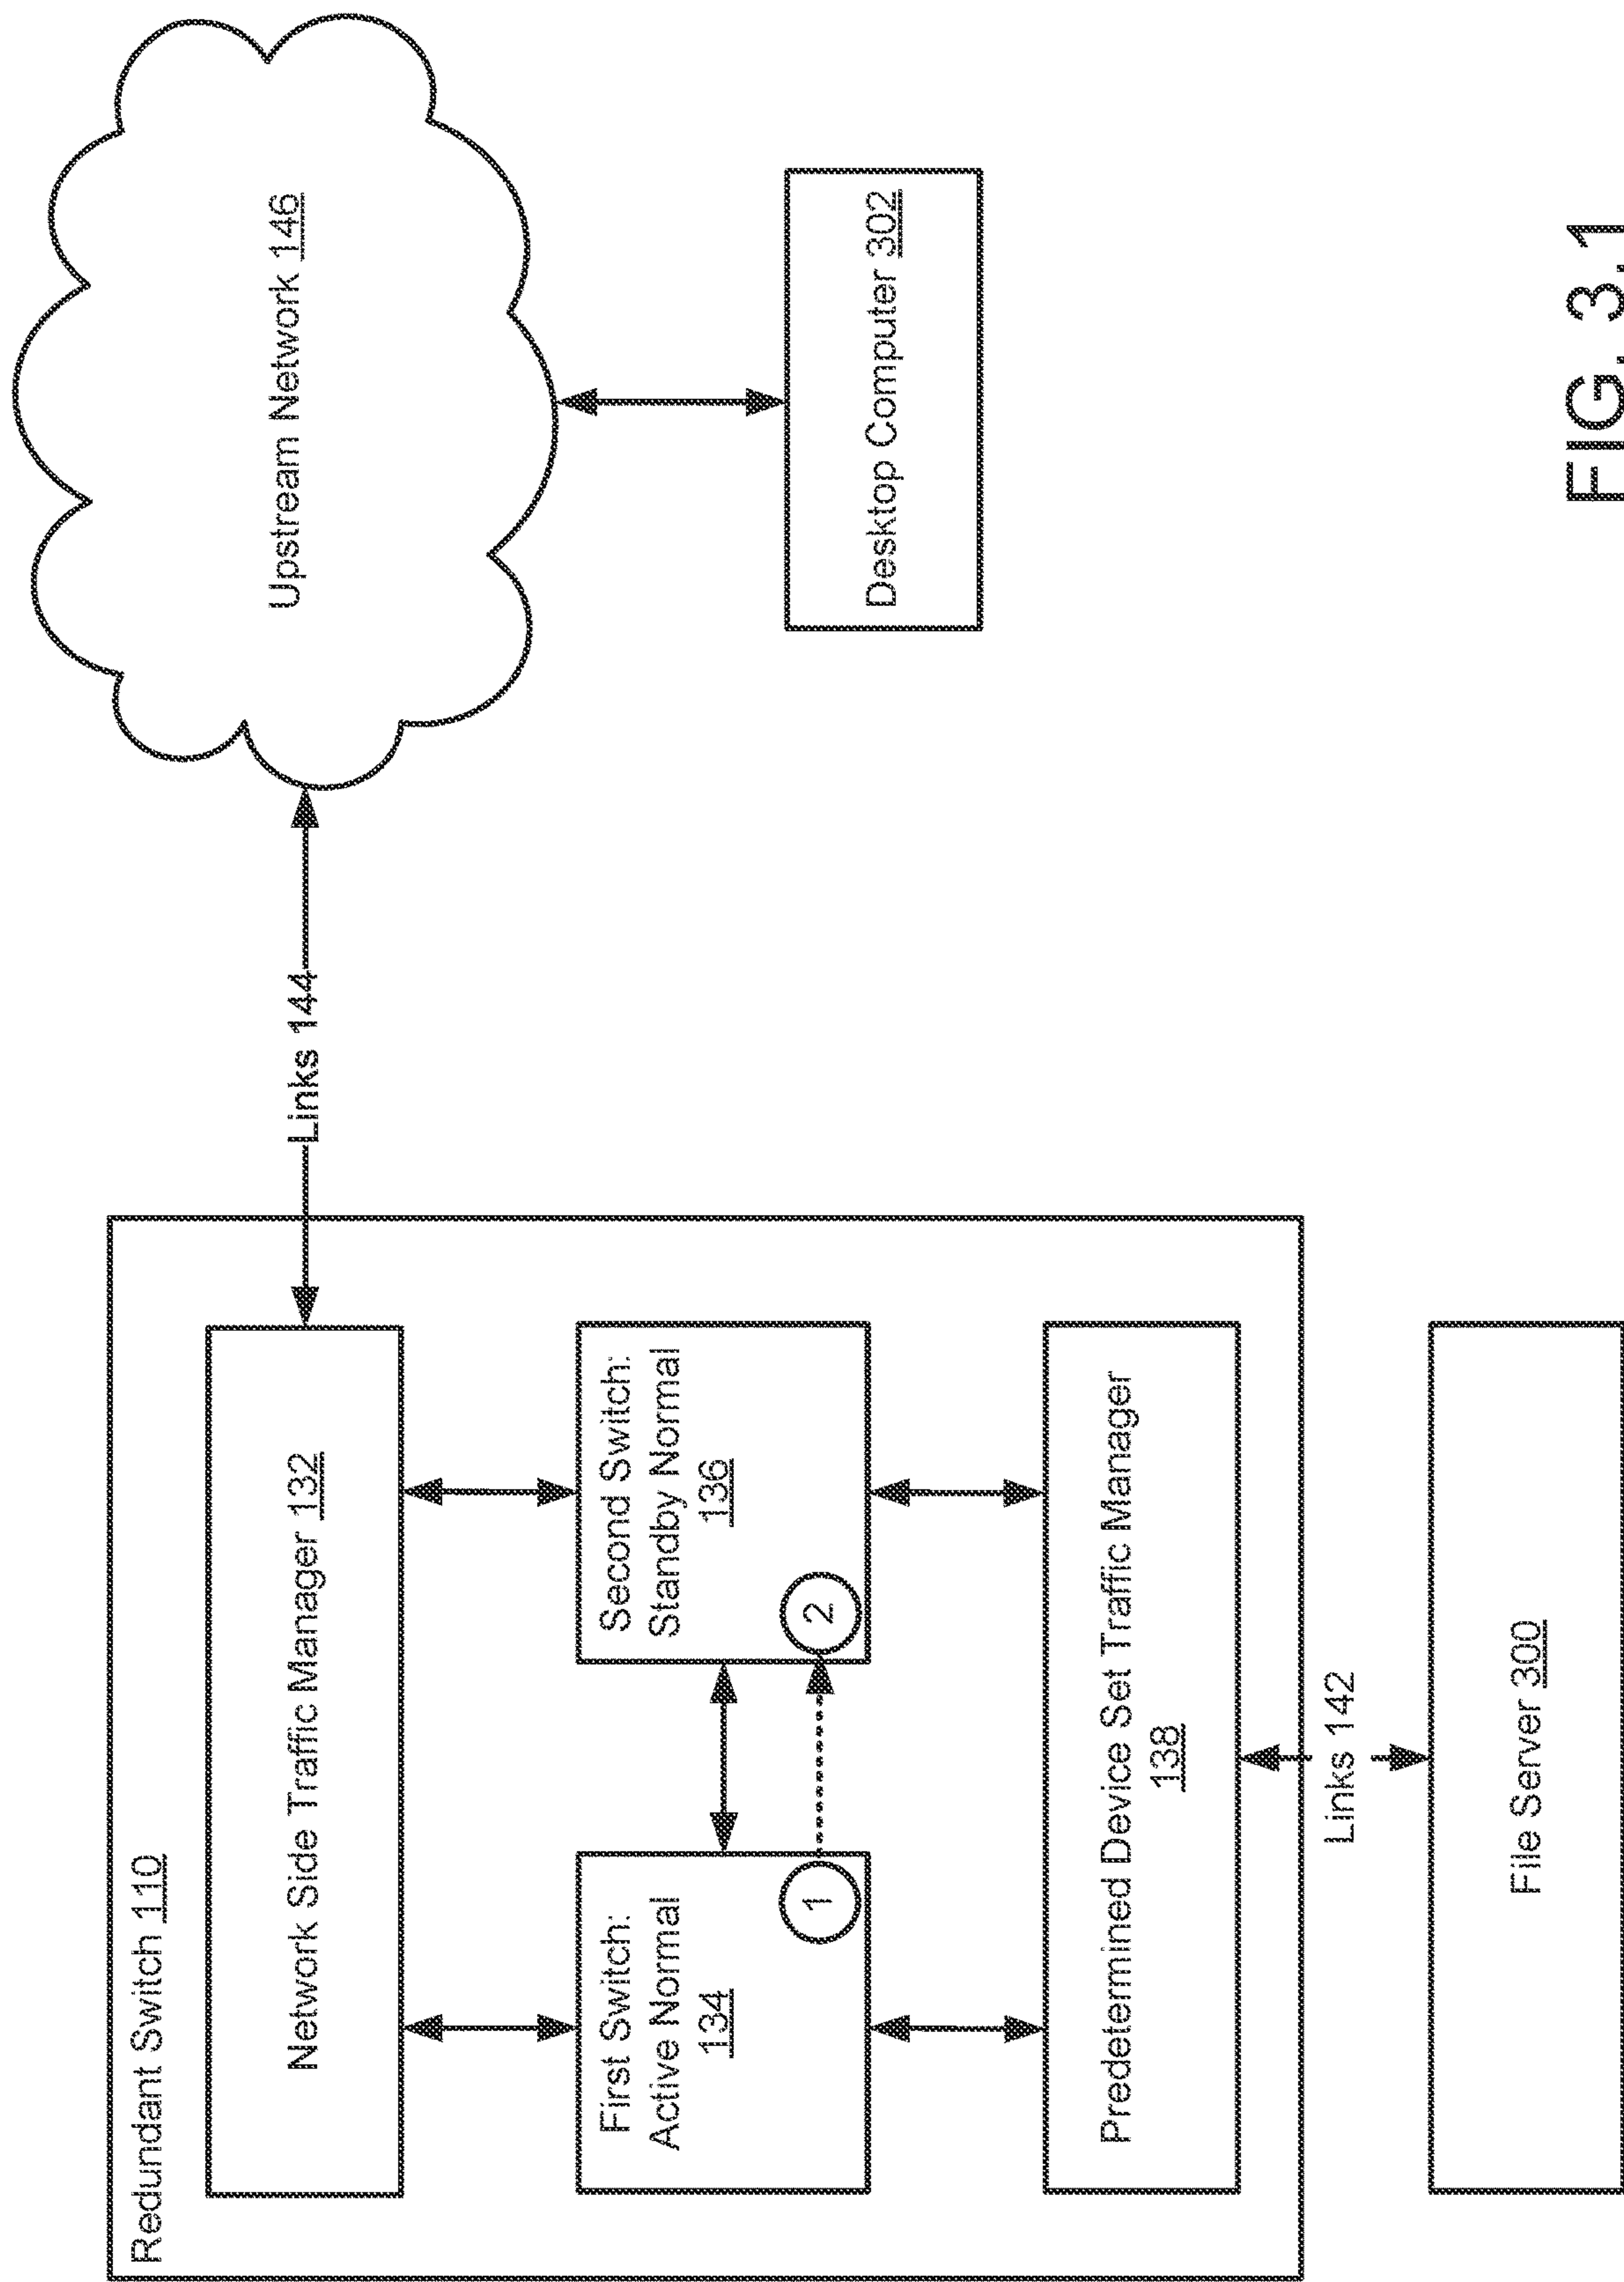 Redundant Switch 110
Network Side Traffic Manager 132
First Switch:
Active Normal
134
1
Second Switch:
Standby Normal
136
2
Predetermined Device Set Traffic Manager
138
Links 142
File Server 300
Links 144
Upstream Network 146
Desktop Computer 302
FIG. 3.1